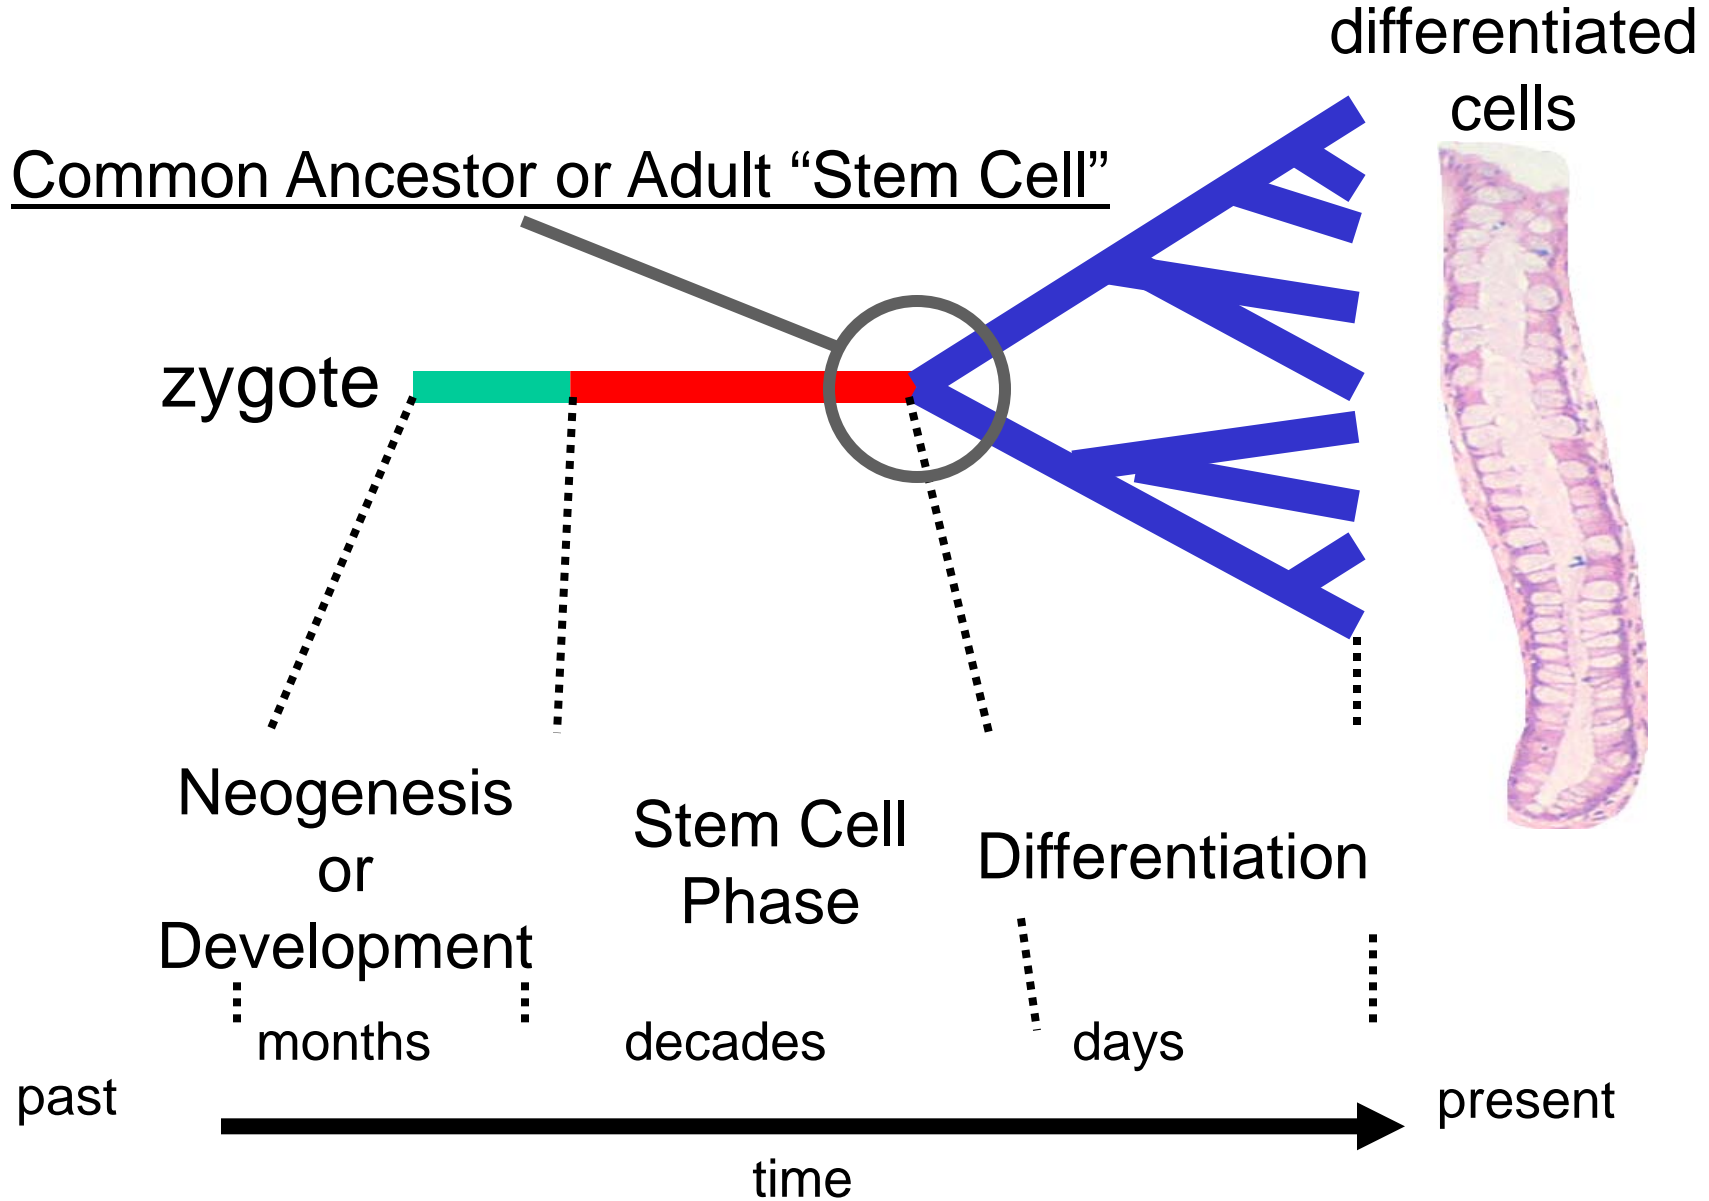 differentiated
cells
Common Ancestor or Adult “Stem Cell”
zygote
Neogenesis
or
Development
Stem Cell
Phase
Differentiation
months
decades
days
past
present
time